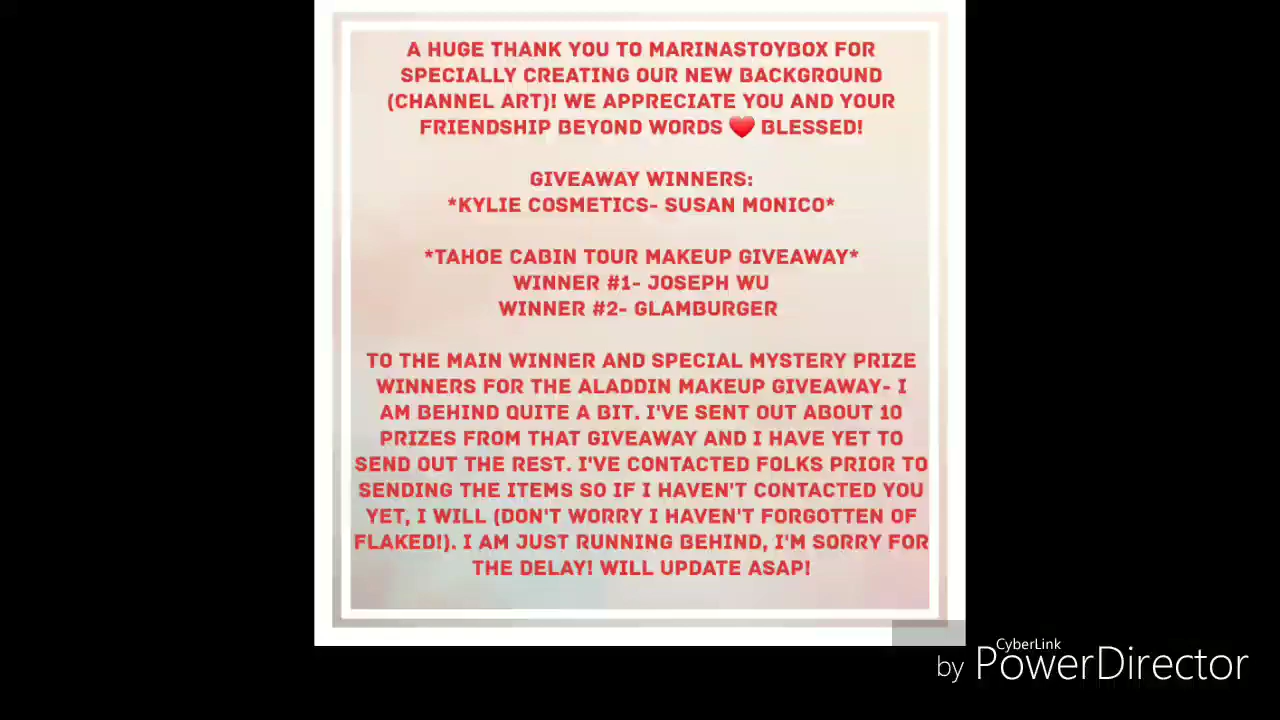 A HUGE THANK YOU TO MARINASTOYBOX FOR
SPECIALLY CREATING OUR NEW BACKGROUND
(CHANNEL ART)! WE APPRECIATE YOU AND YOUR
FRIENDSHIP BEYOND WORDS ❤ BLESSED!
GIVEAWAY WINNERS:
*KYLIE COSMETICS- SUSAN MONICO*
*TAHOE CABIN TOUR MAKEUP GIVEAWAY*
WINNER #1- JOSEPH WU
WINNER #2- GLAMBURGER
TO THE MAIN WINNER AND SPECIAL MYSTERY PRIZE
WINNERS FOR THE ALADDIN MAKEUP GIVEAWAY- I
AM BEHIND QUITE A BIT. I'VE SENT OUT ABOUT 10
PRIZES FROM THAT GIVEAWAY AND I HAVE YET TO
SEND OUT THE REST. I'VE CONTACTED FOLKS PRIOR TO
SENDING THE ITEMS SO IF I HAVEN'T CONTACTED YOU
YET, I WILL (DON'T WORRY I HAVEN'T FORGOTTEN OF
FLAKED!). I AM JUST RUNNING BEHIND, I'M SORRY FOR
THE DELAY! WILL UPDATE ASAP!
CyberLink
by PowerDirector